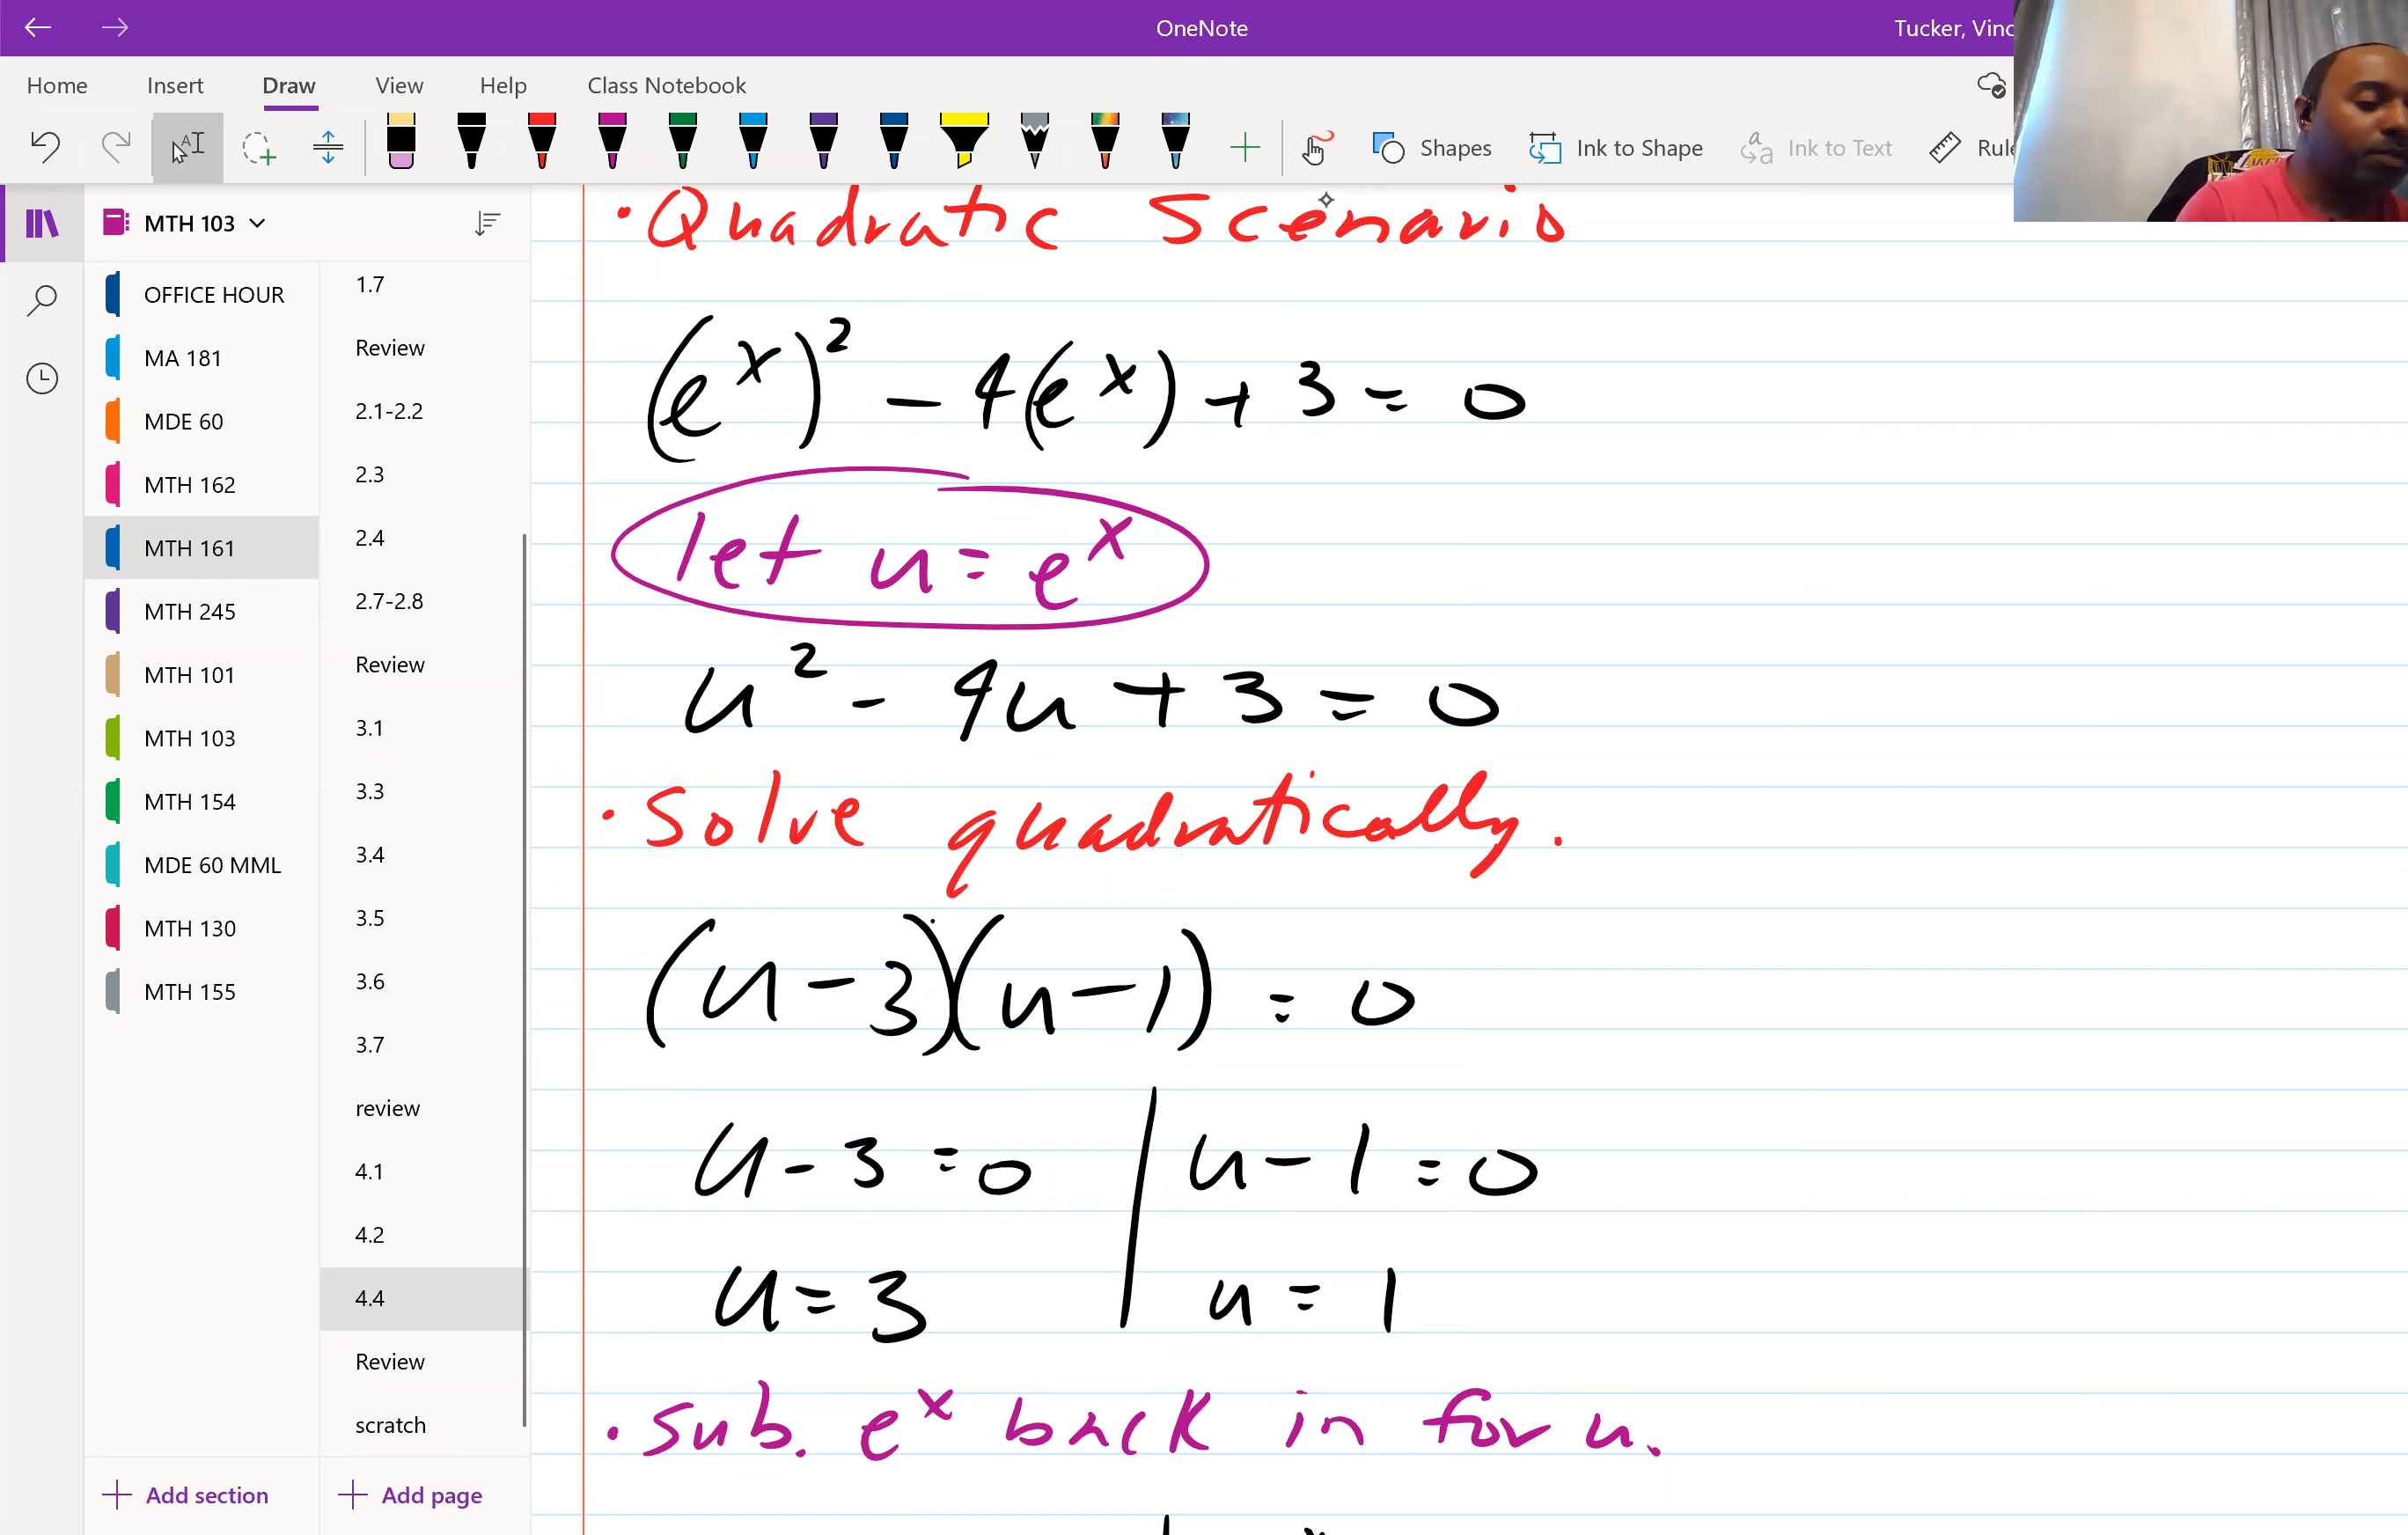 OneNote
Tucker, Vinc
Home Insert Draw View Help Class Notebook
Shapes Ink to Shape Ink to Text Rule
MTH 103
OFFICE HOUR
MA 181
MDE 60
MTH 162
MTH 161
MTH 245
MTH 101
MTH 103
MTH 154
MDE 60 MML
MTH 130
MTH 155
Add section
1.7
Review
2.1-2.2
2.3
2.4
2.7-2.8
Review
3.1
3.3
3.4
3.5
3.6
3.7
review
4.1
4.2
4.4
Review
scratch
Add page
• Quadratic Scenario
(e^x)² - 4(e^x) + 3 = 0
let u = e^x
u² - 4u + 3 = 0
• Solve quadratically.
(u - 3)(u - 1) = 0
u - 3 = 0 | u - 1 = 0
u = 3 | u = 1
• Sub. e^x back in for u.